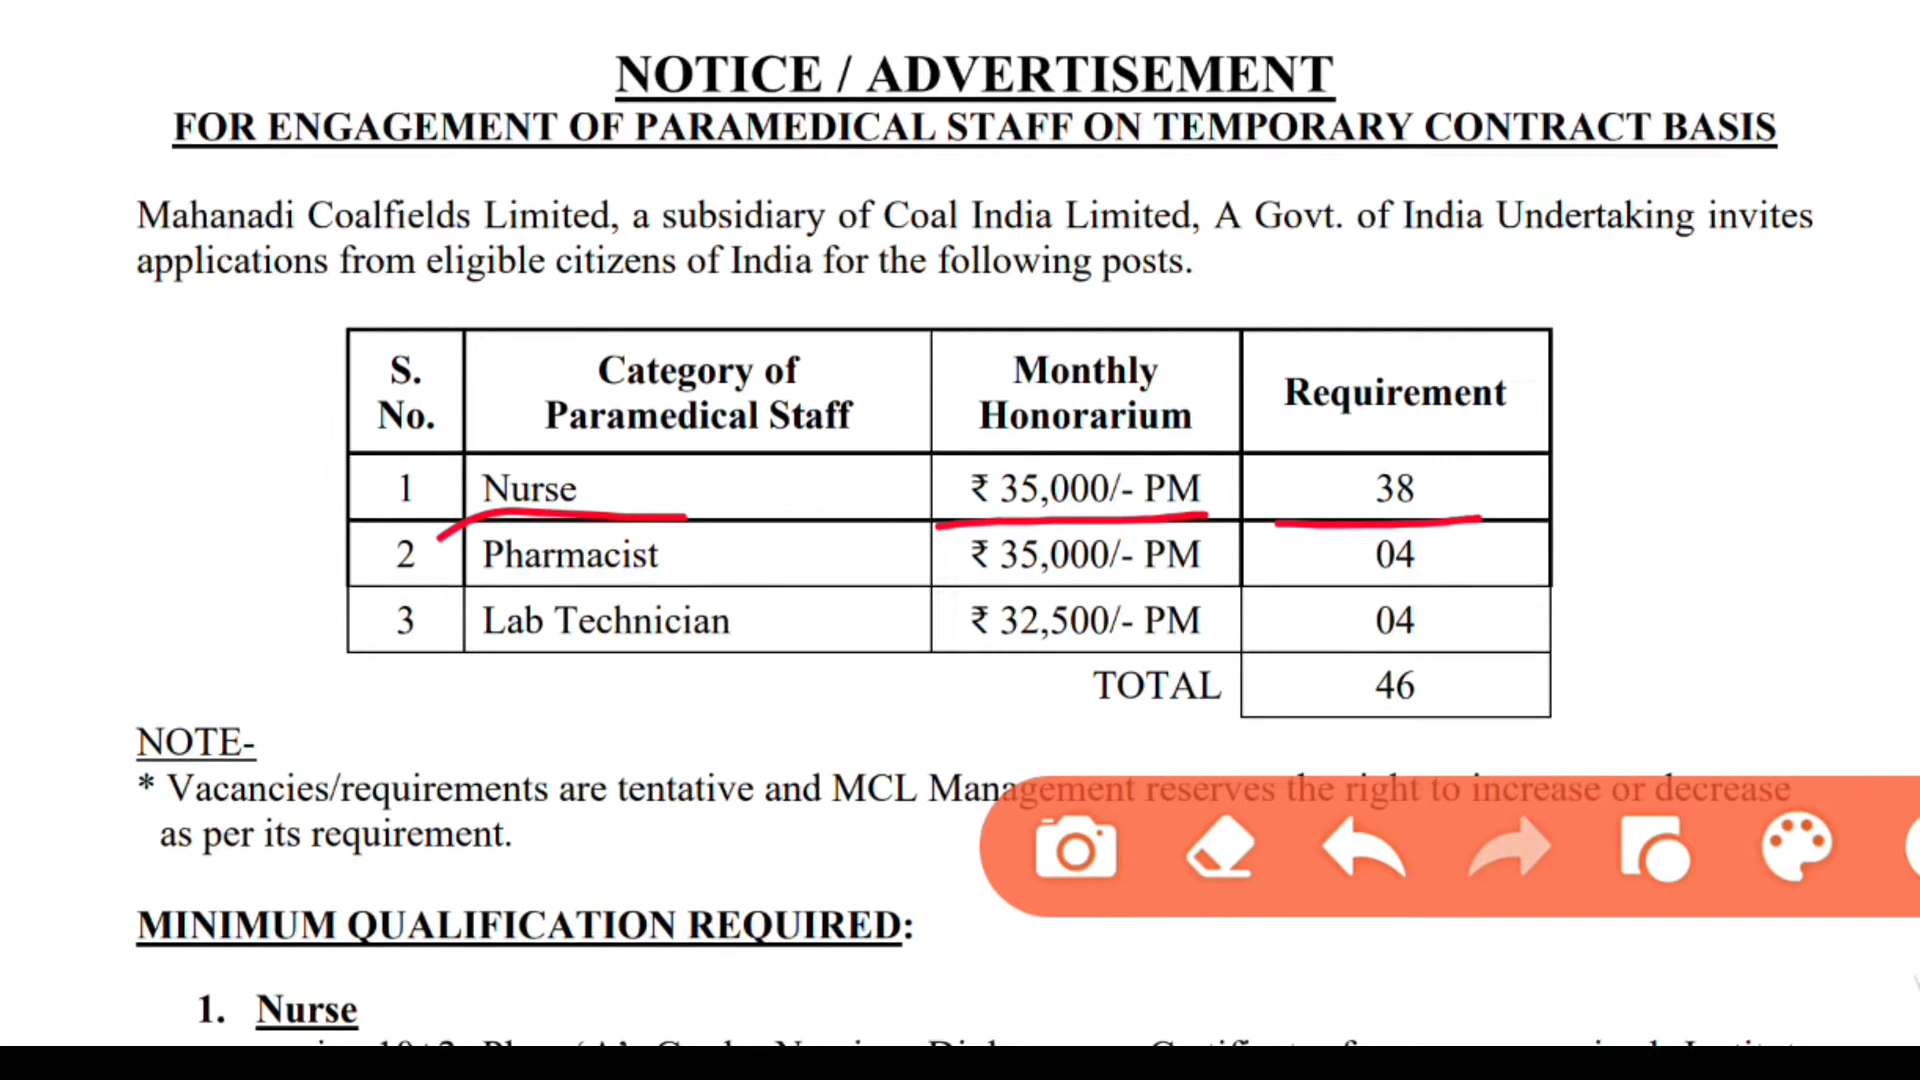 NOTICE / ADVERTISEMENT
FOR ENGAGEMENT OF PARAMEDICAL STAFF ON TEMPORARY CONTRACT BASIS
Mahanadi Coalfields Limited, a subsidiary of Coal India Limited, A Govt. of India Undertaking invites
applications from eligible citizens of India for the following posts.
S. No. Category of Paramedical Staff Monthly Honorarium Requirement
1 Nurse ₹ 35,000/- PM 38
2 Pharmacist ₹ 35,000/- PM 04
3 Lab Technician ₹ 32,500/- PM 04
TOTAL 46
NOTE-
* Vacancies/requirements are tentative and MCL Management reserves the right to increase or decrease
as per its requirement.
MINIMUM QUALIFICATION REQUIRED:
1. Nurse